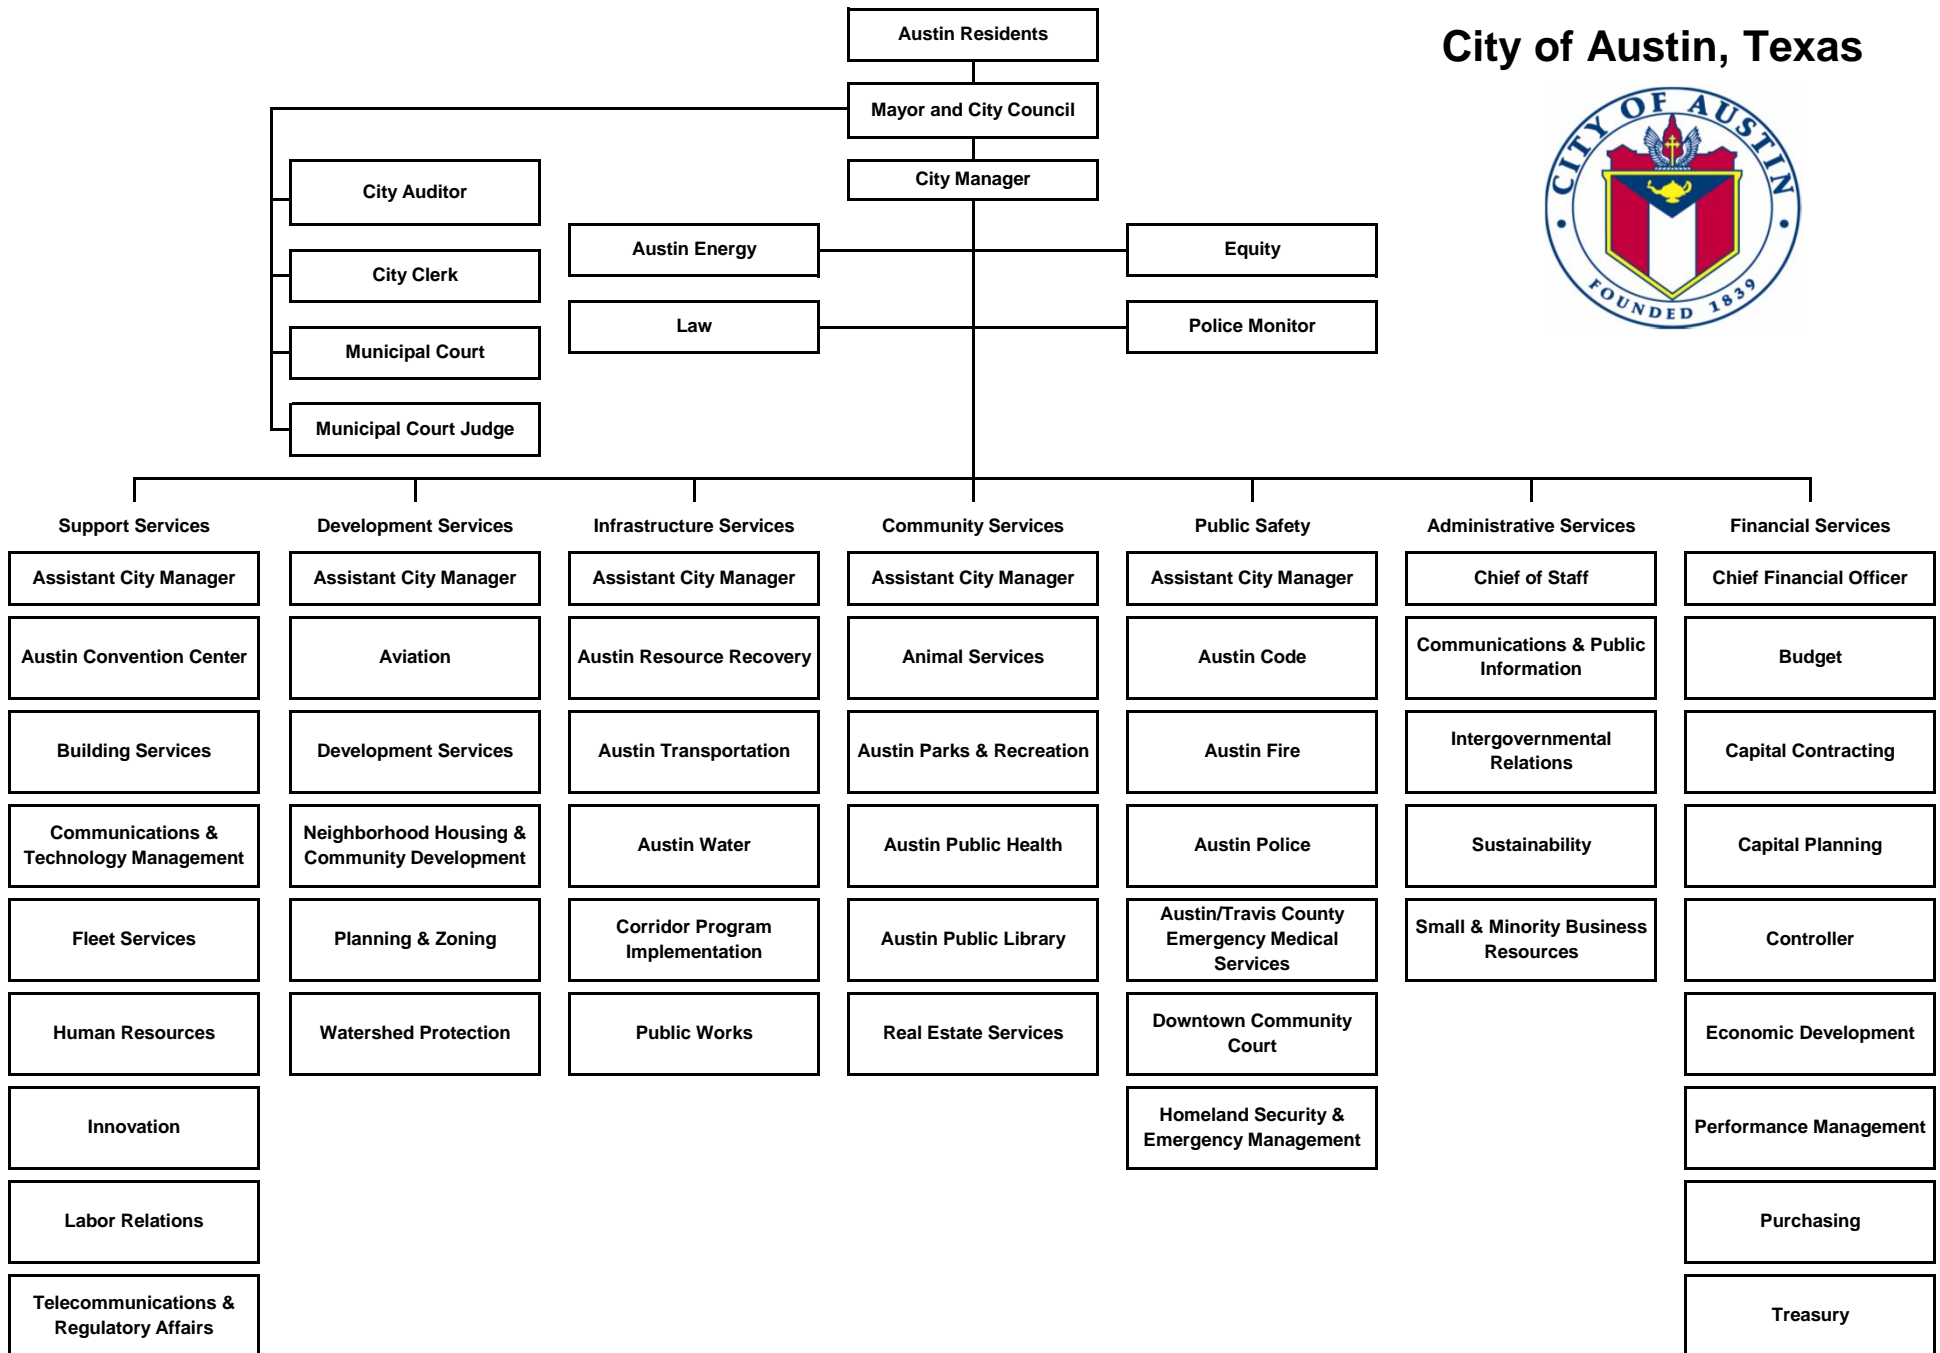 Austin Residents
City of Austin, Texas
CITY OF AUSTIN
FOUNDED 1839
Mayor and City Council
City Manager
City Auditor
City Clerk
Municipal Court
Municipal Court Judge
Austin Energy
Equity
Law
Police Monitor
Support Services
Assistant City Manager
Austin Convention Center
Building Services
Communications &
Technology Management
Fleet Services
Human Resources
Innovation
Labor Relations
Telecommunications &
Regulatory Affairs
Development Services
Assistant City Manager
Aviation
Development Services
Neighborhood Housing &
Community Development
Planning & Zoning
Watershed Protection
Infrastructure Services
Assistant City Manager
Austin Resource Recovery
Austin Transportation
Austin Water
Corridor Program
Implementation
Public Works
Community Services
Assistant City Manager
Animal Services
Austin Parks & Recreation
Austin Public Health
Austin Public Library
Real Estate Services
Public Safety
Assistant City Manager
Austin Code
Austin Fire
Austin Police
Austin/Travis County
Emergency Medical
Services
Downtown Community
Court
Homeland Security &
Emergency Management
Administrative Services
Chief of Staff
Communications & Public
Information
Intergovernmental
Relations
Sustainability
Small & Minority Business
Resources
Financial Services
Chief Financial Officer
Budget
Capital Contracting
Capital Planning
Controller
Economic Development
Performance Management
Purchasing
Treasury